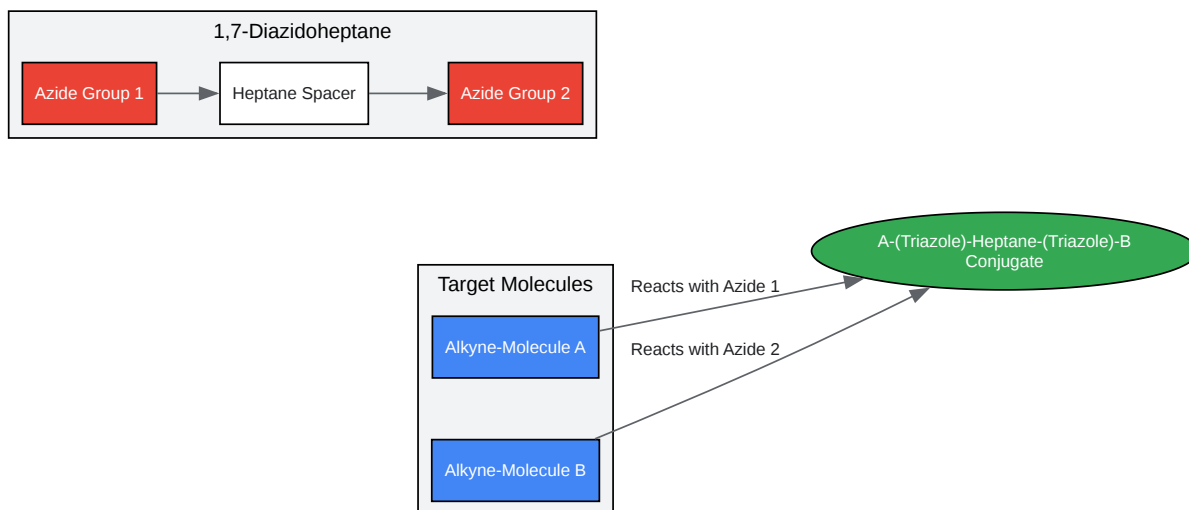 1,7-Diazidoheptane
Azide Group 1
Heptane Spacer
Azide Group 2
A-(Triazole)-Heptane-(Triazole)-B
Conjugate
Target Molecules
Reacts with Azide 1
Alkyne-Molecule A
Reacts with Azide 2
Alkyne-Molecule B